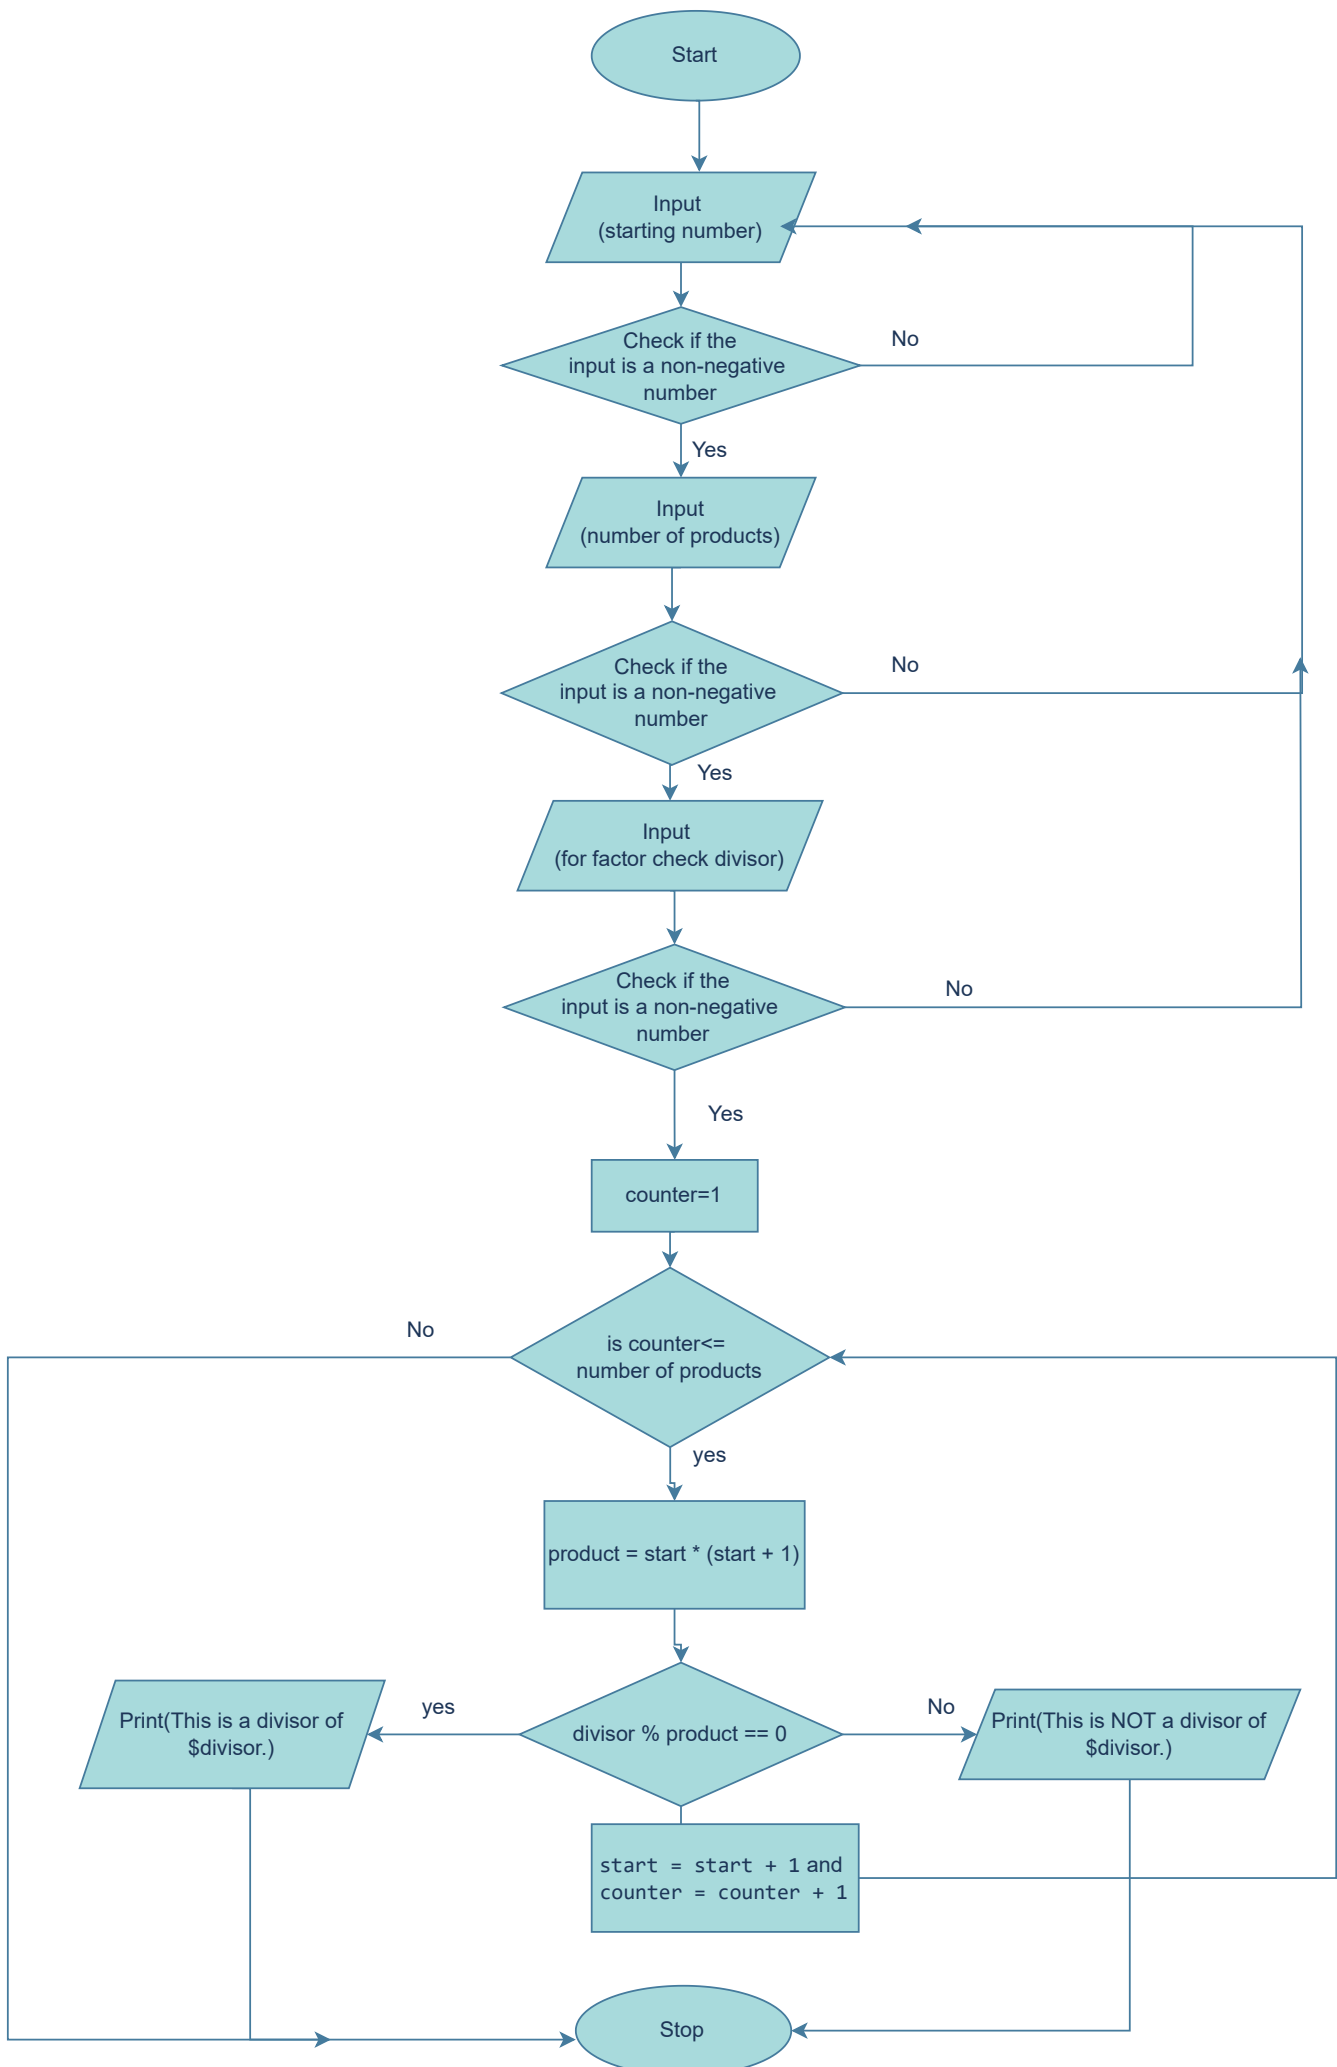 Start
Input
(starting number)
Check if the
input is a non-negative
number
No
Yes
Input
(number of products)
Check if the
input is a non-negative
number
No
Yes
Input
(for factor check divisor)
Check if the
input is a non-negative
number
No
Yes
counter=1
is counter<=
number of products
No
yes
product = start * (start + 1)
divisor % product == 0
yes
No
Print(This is a divisor of
$divisor.)
Print(This is NOT a divisor of
$divisor.)
start = start + 1 and
counter = counter + 1
Stop